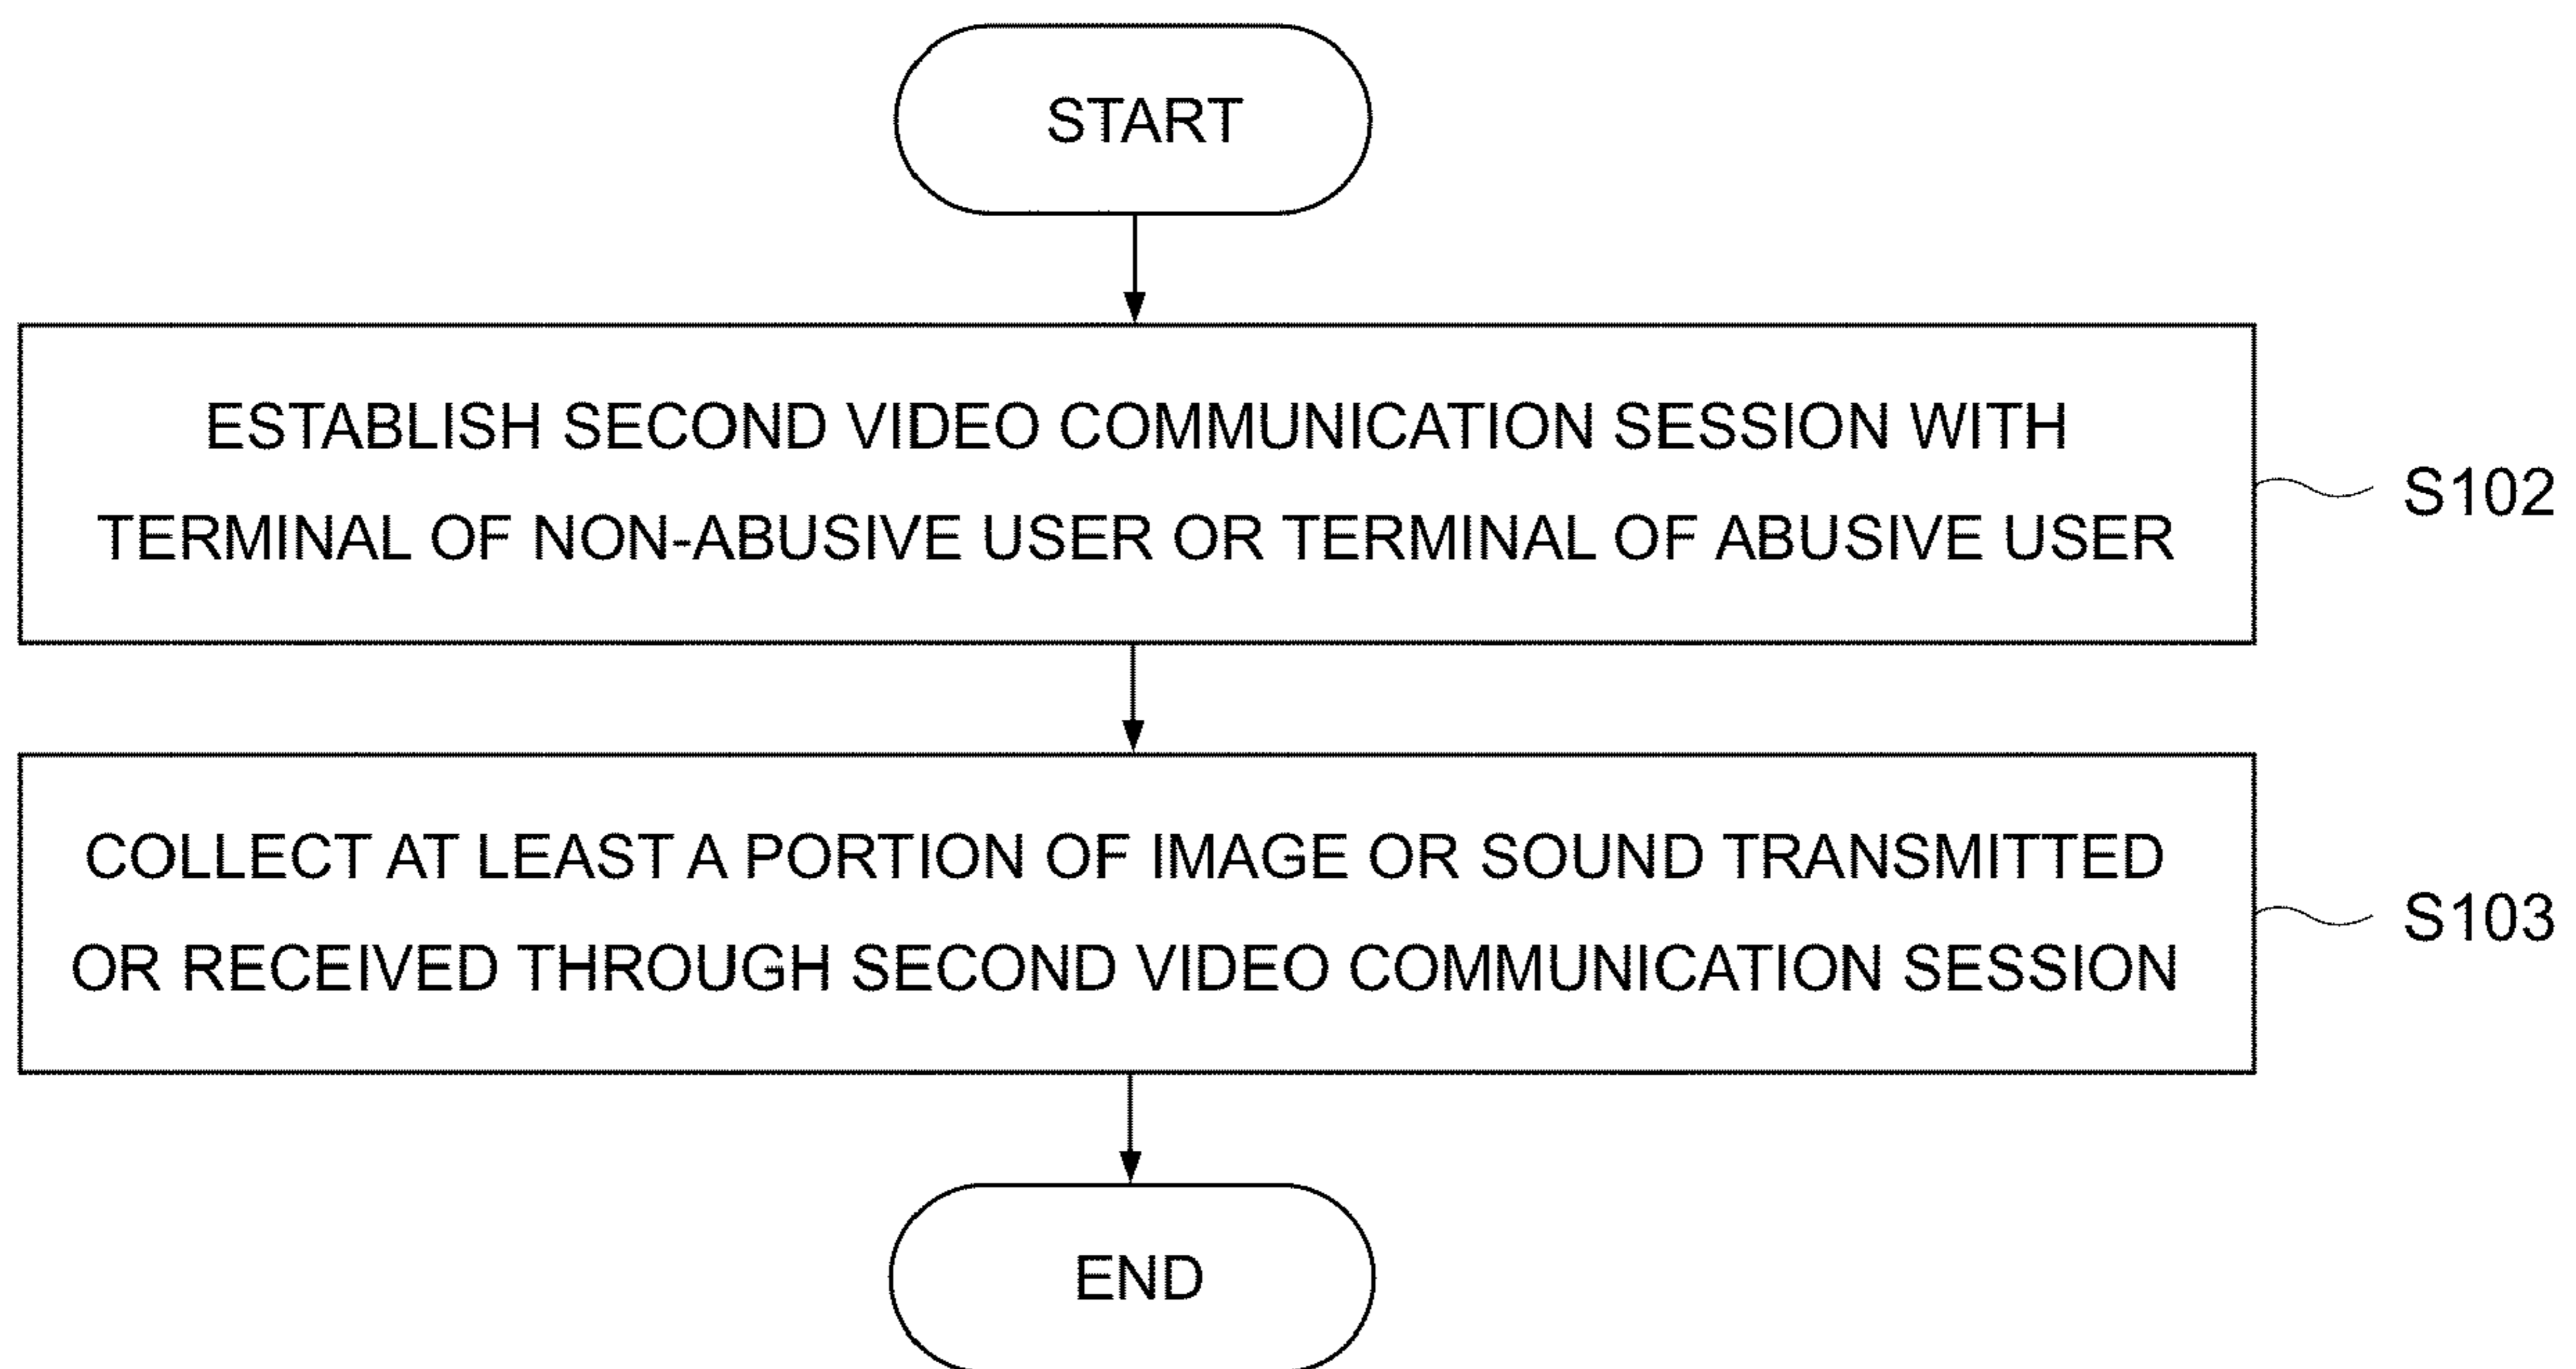 START
ESTABLISH SECOND VIDEO COMMUNICATION SESSION WITH
TERMINAL OF NON-ABUSIVE USER OR TERMINAL OF ABUSIVE USER
S102
COLLECT AT LEAST A PORTION OF IMAGE OR SOUND TRANSMITTED
OR RECEIVED THROUGH SECOND VIDEO COMMUNICATION SESSION
S103
END